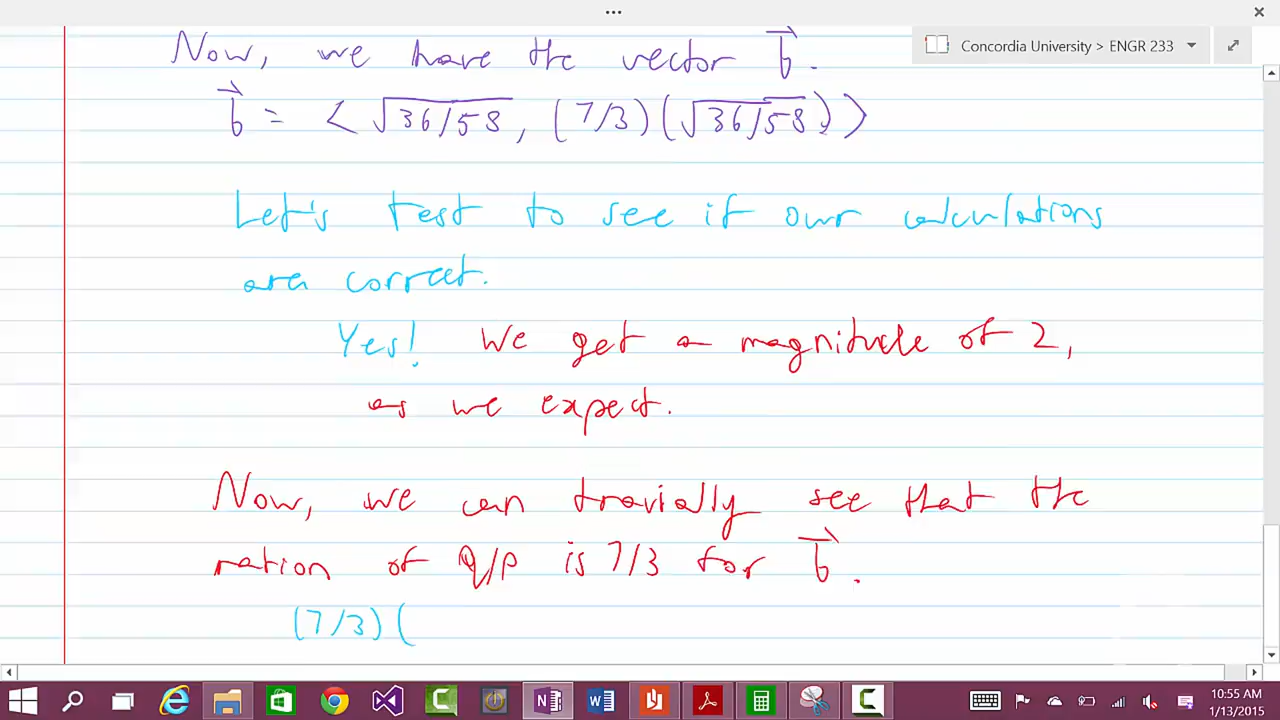 Concordia University > ENGR 233
Now, we have the vector b.
b = < √36/58, (7/3)(√36/58) >
Let's test to see if our calculations
are correct.
Yes! We get a magnitude of 2,
as we expect.
Now, we can travially see that the
ration of q/p is 7/3 for b.
(7/3)(
10:55 AM
1/13/2015